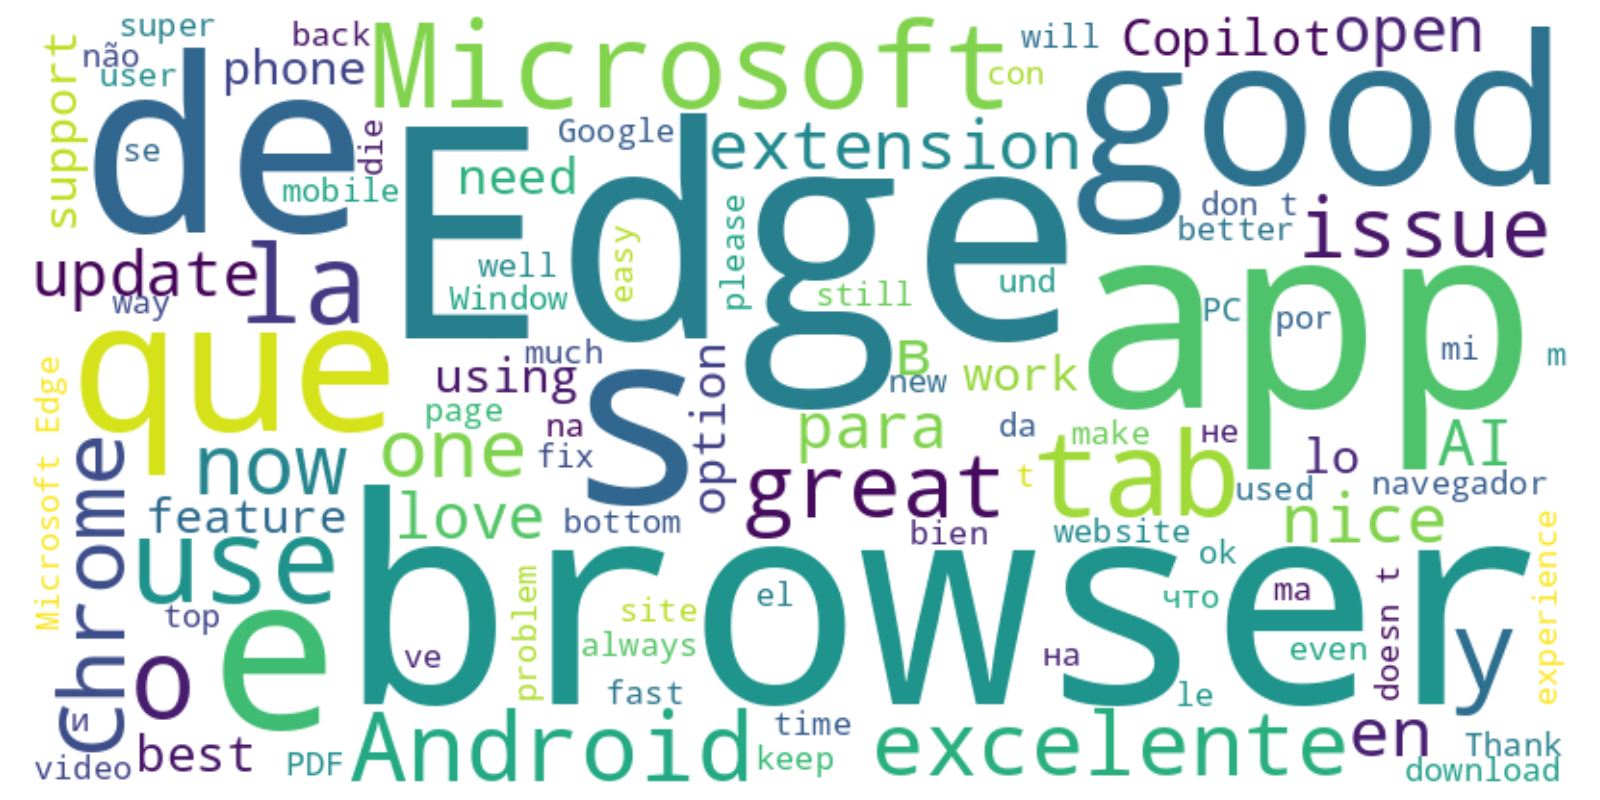 super
back
Microsoft
will
Copilot
open
não
user
phone
con
good
support
de
die
Google
extension
se
mobile
need
Edge
please
easy
don t
better
issue
update
la
way
well
Window
still
und
app
PC
por
mi
m
que
much
using
s
option
в
new
work
Microsoft Edge
page
one
na
fix
para
da
make
не
tab
t
lo
AI
Chrome
now
great
used
navegador
feature
love
bottom
bien
website
nice
use
ok
browser
experience
top
e
problem
site
el
что
ma
doesn t
always
ve
на
even
y
o
fast
le
и
video
best
PDF
Android
time
keep
excelente
en
Thank
download